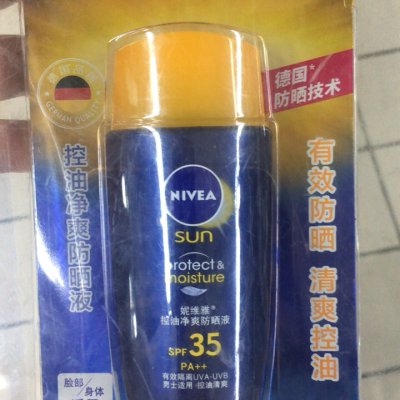 德国品质
GERMAN QUALITY
德国*
防晒技术
控油净爽防晒液
有效防晒 清爽控油
NIVEA
sun
protect &
moisture
妮维雅®
控油净爽防晒液
SPF 35
PA++
有效隔离UVA·UVB
男士适用·控油清爽
脸部/身体